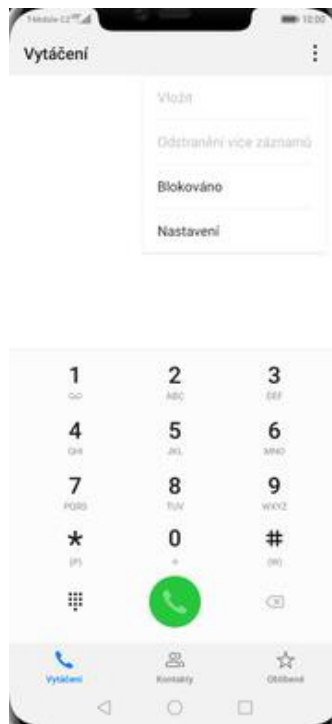 T-Mobile CZ 10:00
Vytáčení
Vložit
Odstranění více záznamů
Blokováno
Nastavení
1 2 3
ABC DEF
4 5 6
GHI JKL MNO
7 8 9
PQRS TUV WXYZ
* 0 #
(P) + (W)
Vytáčení Kontakty Oblíbené